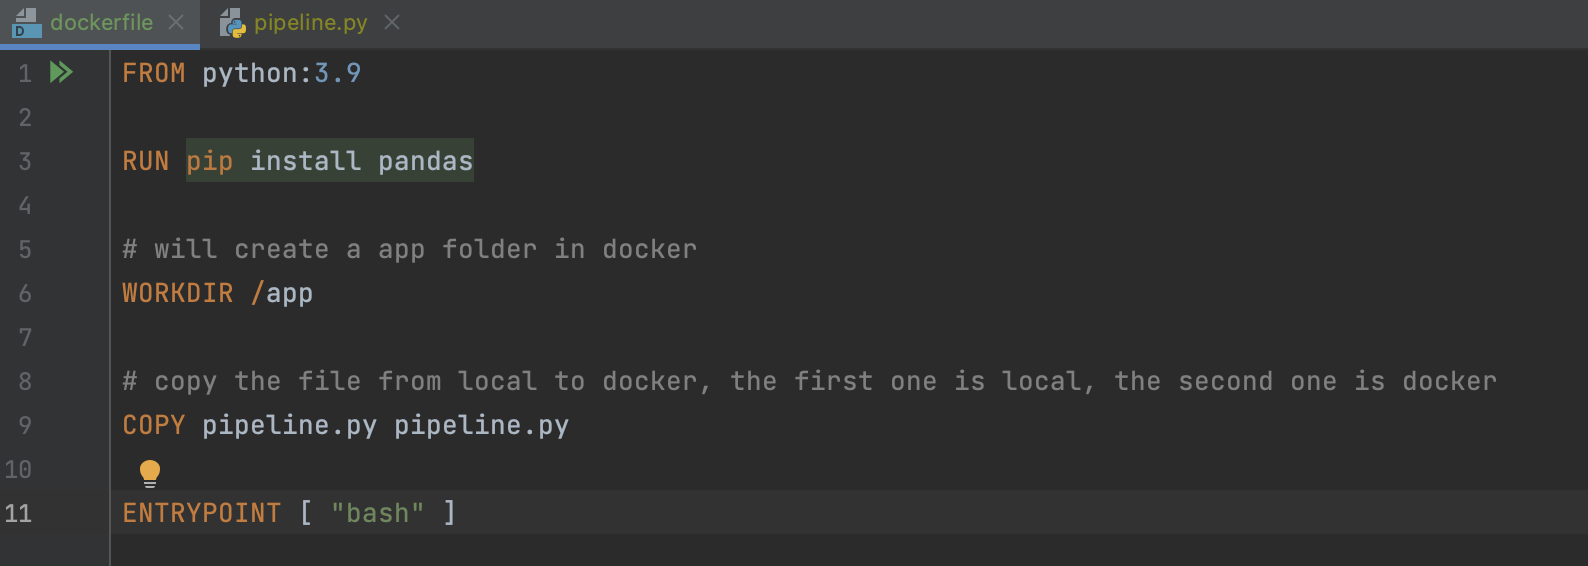 dockerfile pipeline.py
1 FROM python:3.9
2
3 RUN pip install pandas
4
5 # will create a app folder in docker
6 WORKDIR /app
7
8 # copy the file from local to docker, the first one is local, the second one is docker
9 COPY pipeline.py pipeline.py
10
11 ENTRYPOINT [ "bash" ]